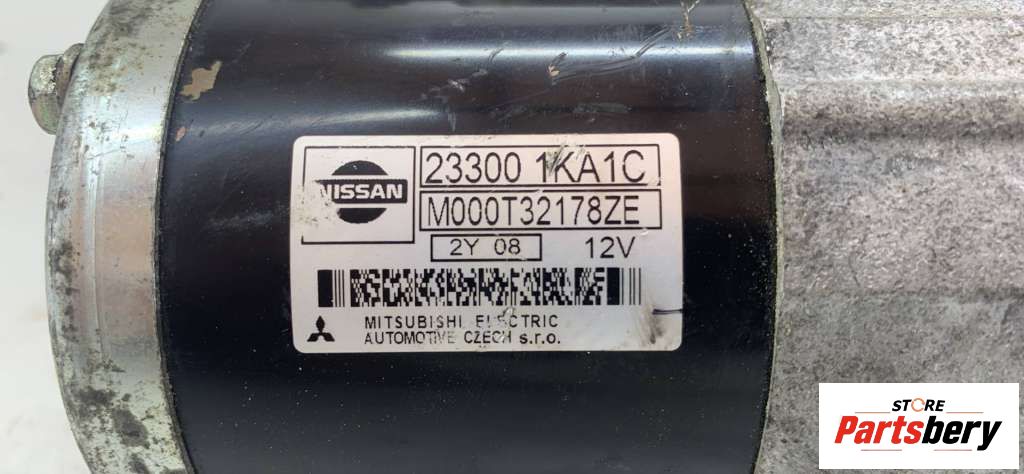 NISSAN
23300 1KA1C
M000T32178ZE
2Y 08 12V
MITSUBISHI ELECTRIC
AUTOMOTIVE CZECH s.r.o.
STORE
Partsbery